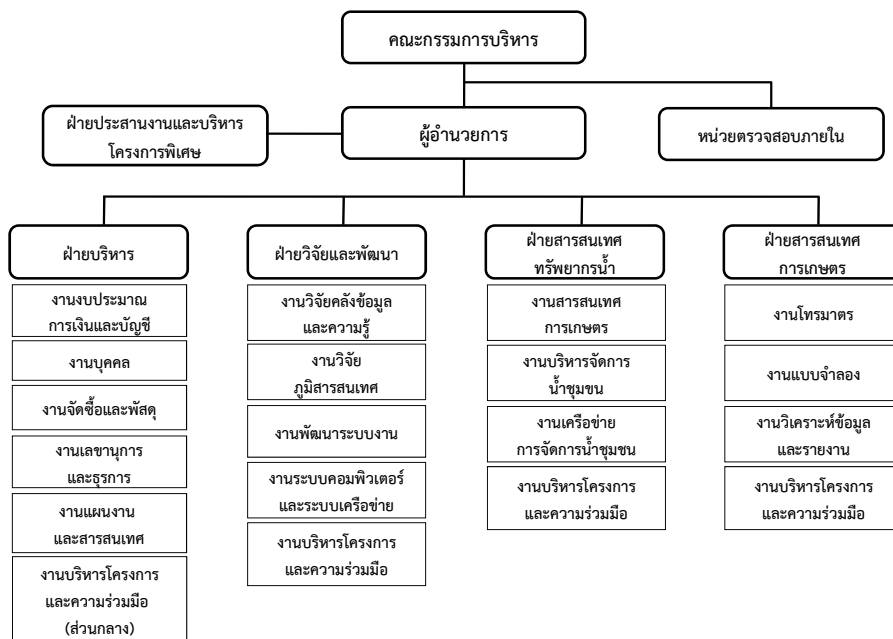 คณะกรรมการบริหาร
ฝ่ายประสานงานและบริหาร
โครงการพิเศษ
ผู้อำนวยการ
หน่วยตรวจสอบภายใน
ฝ่ายบริหาร
งานงบประมาณ
การเงินและบัญชี
งานบุคคล
งานจัดซื้อและพัสดุ
งานเลขานุการ
และธุรการ
งานแผนงาน
และสารสนเทศ
งานบริหารโครงการ
และความร่วมมือ
(ส่วนกลาง)
ฝ่ายวิจัยและพัฒนา
งานวิจัยคลังข้อมูล
และความรู้
งานวิจัย
ภูมิสารสนเทศ
งานพัฒนาระบบงาน
งานระบบคอมพิวเตอร์
และระบบเครือข่าย
งานบริหารโครงการ
และความร่วมมือ
ฝ่ายสารสนเทศ
ทรัพยากรน้ำ
งานสารสนเทศ
การเกษตร
งานบริหารจัดการ
น้ำชุมขน
งานเครือข่าย
การจัดการน้ำชุมชน
งานบริหารโครงการ
และความร่วมมือ
ฝ่ายสารสนเทศ
การเกษตร
งานโทรมาตร
งานแบบจำลอง
งานวิเคราะห์ข้อมูล
และรายงาน
งานบริหารโครงการ
และความร่วมมือ